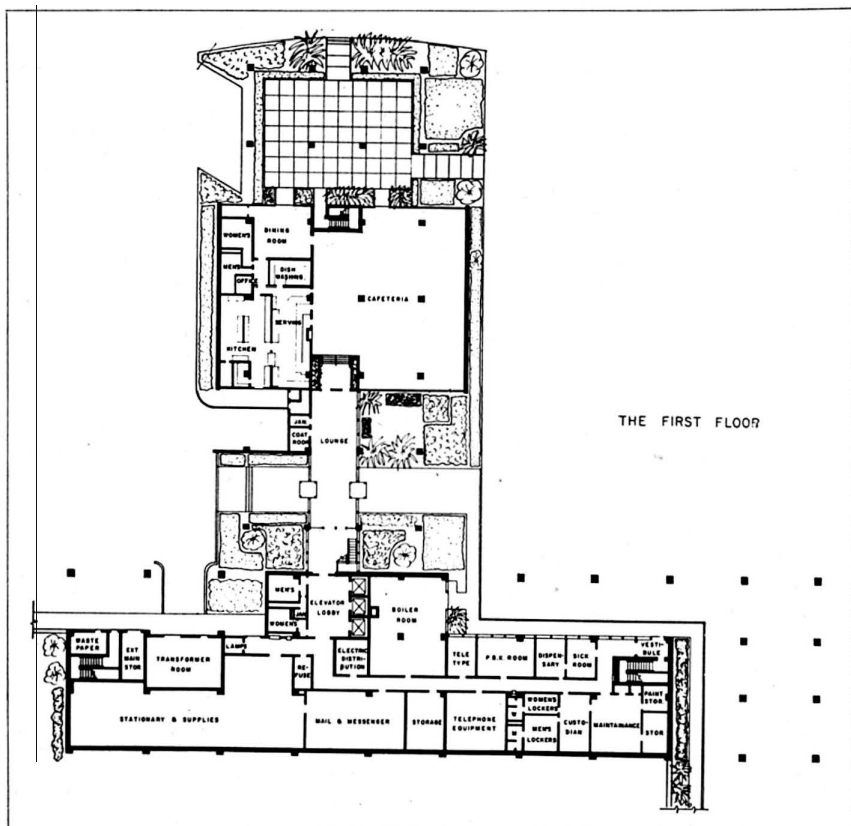 WOMEN'S
DINING
ROOM
MEN'S
DISH
WASHING
OFFICE
CAFETERIA
SERVING
KITCHEN
JAN.
COAT
ROOM
LOUNGE
THE FIRST FLOOR
MEN'S
ELEVATOR
LOBBY
JAN.
WOMENS
BOILER
ROOM
WASTE
PAPER
EXT
MAIN
STOR.
TRANSFORMER
ROOM
LAMPS
RE-
FUSE
ELECTRIC
DISTRI-
BUTION
TELE
TYPE
P.B.X. ROOM
DISPEN-
SARY
SICK
ROOM
VESTI-
BULE
STATIONARY & SUPPLIES
MAIL & MESSENGER
STORAGE
TELEPHONE
EQUIPMENT
W
M
WOMEN'S
LOCKERS
MEN'S
LOCKERS
CUSTO-
DIAN
MAINTAINANCE
PAINT
STOR.
STOR.